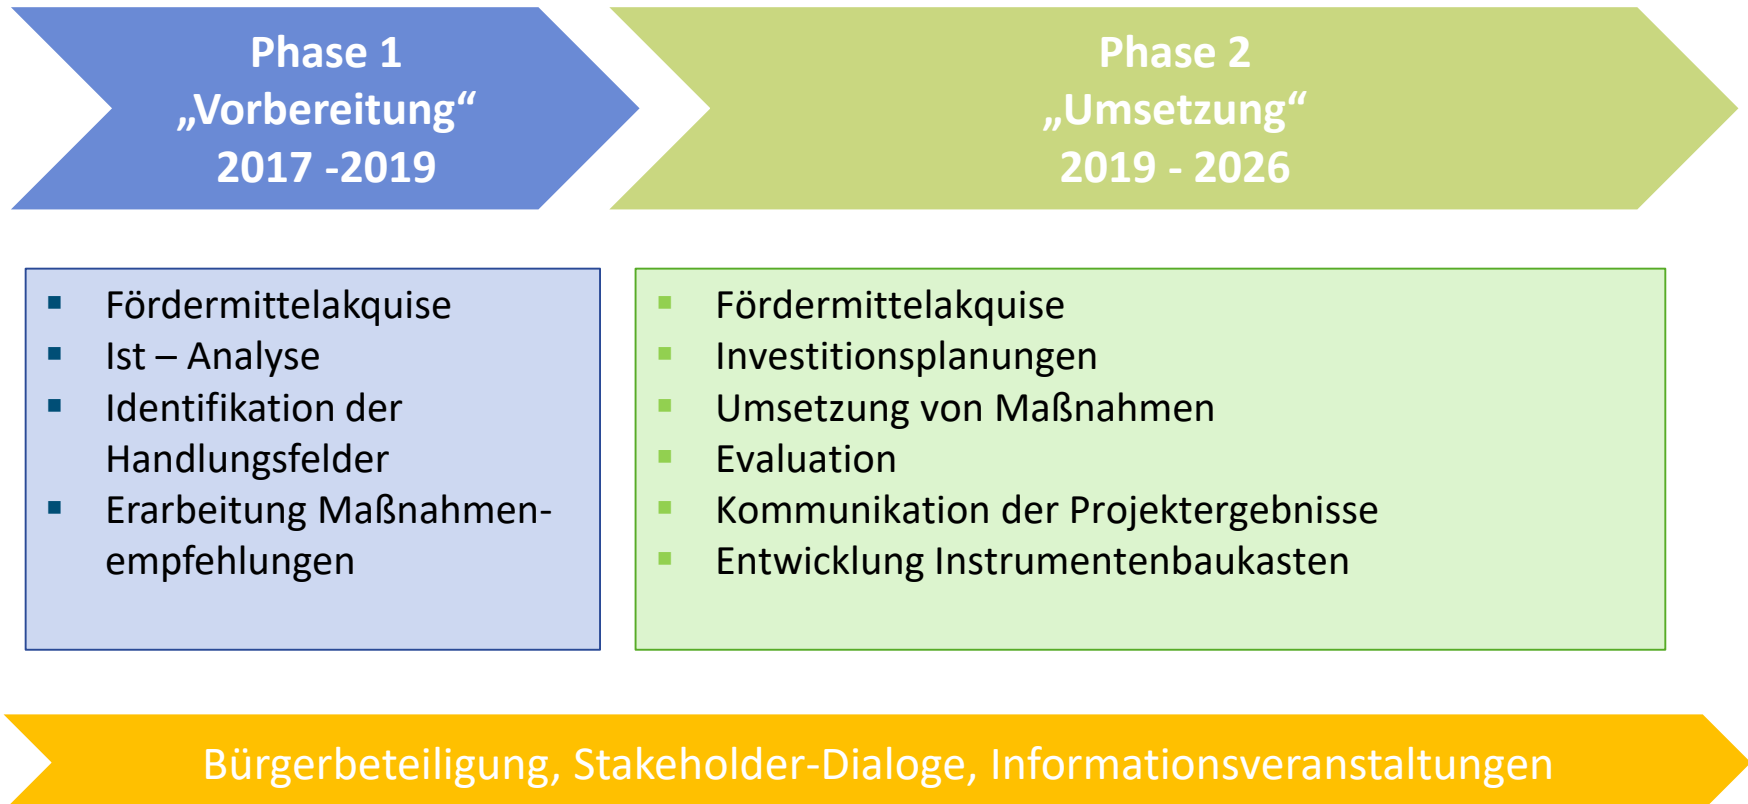 Phase 1
„Vorbereitung“
2017 -2019
Phase 2
„Umsetzung“
2019 - 2026
▪ Fördermittelakquise
▪ Ist – Analyse
▪ Identifikation der
Handlungsfelder
▪ Erarbeitung Maßnahmen-
empfehlungen
▪ Fördermittelakquise
▪ Investitionsplanungen
▪ Umsetzung von Maßnahmen
▪ Evaluation
▪ Kommunikation der Projektergebnisse
▪ Entwicklung Instrumentenbaukasten
Bürgerbeteiligung, Stakeholder-Dialoge, Informationsveranstaltungen